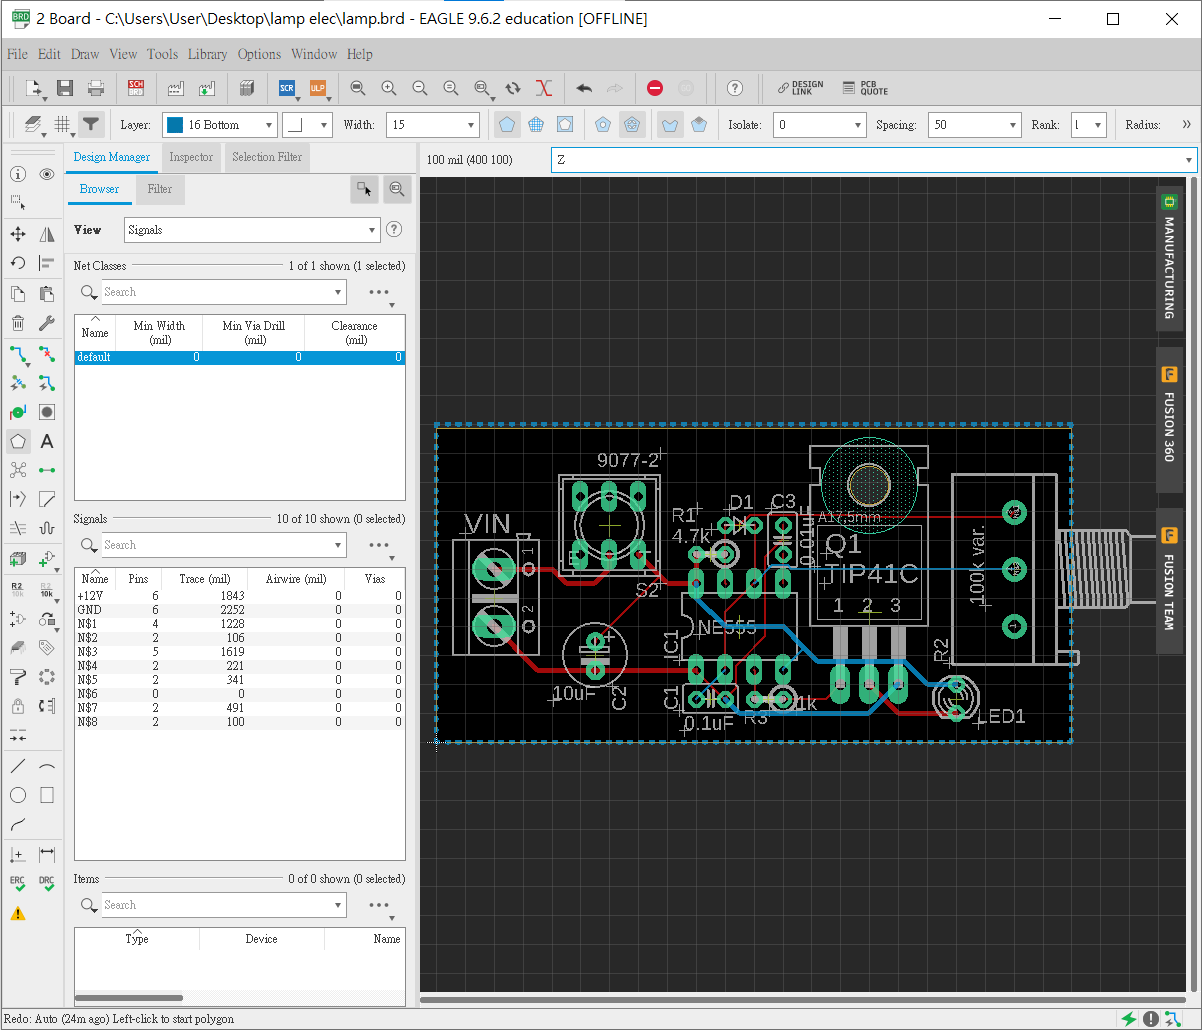 2 Board - C:\Users\User\Desktop\lamp elec\lamp.brd - EAGLE 9.6.2 education [OFFLINE]
File Edit Draw View Tools Library Options Window Help
SCH SCR ULP DESIGN LINK PCB QUOTE
Layer: 16 Bottom Width: 15 Isolate: 0 Spacing: 50 Rank: 1 Radius: »
Design Manager Inspector Selection Filter
100 mil (400 100) Z
Browser Filter
View Signals
Net Classes 1 of 1 shown (1 selected)
Search
Name Min Width (mil) Min Via Drill (mil) Clearance (mil)
default 0 0 0
Signals 10 of 10 shown (0 selected)
Search
Name Pins Trace (mil) Airwire (mil) Vias
+12V 6 1843 0 0
GND 6 2252 0 0
N$1 4 1228 0 0
N$2 2 106 0 0
N$3 5 1619 0 0
N$4 2 221 0 0
N$5 2 341 0 0
N$6 0 0 0 0
N$7 2 491 0 0
N$8 2 100 0 0
Items 0 of 0 shown (0 selected)
Search
Type Device Name
R2 10k
R2 10k
ERC DRC
MANUFACTURING
FUSION 360
FUSION TEAM
9077-2
VIN
1
2
S2
R1
4.7k
D1
C3
0.01uF
A17,5mm
Q1
TIP41C
1 2 3
100k var.
NE555
IC1
10uF
C2
C1
0.1uF
R3
1k
R2
LED1
Redo: Auto (24m ago) Left-click to start polygon